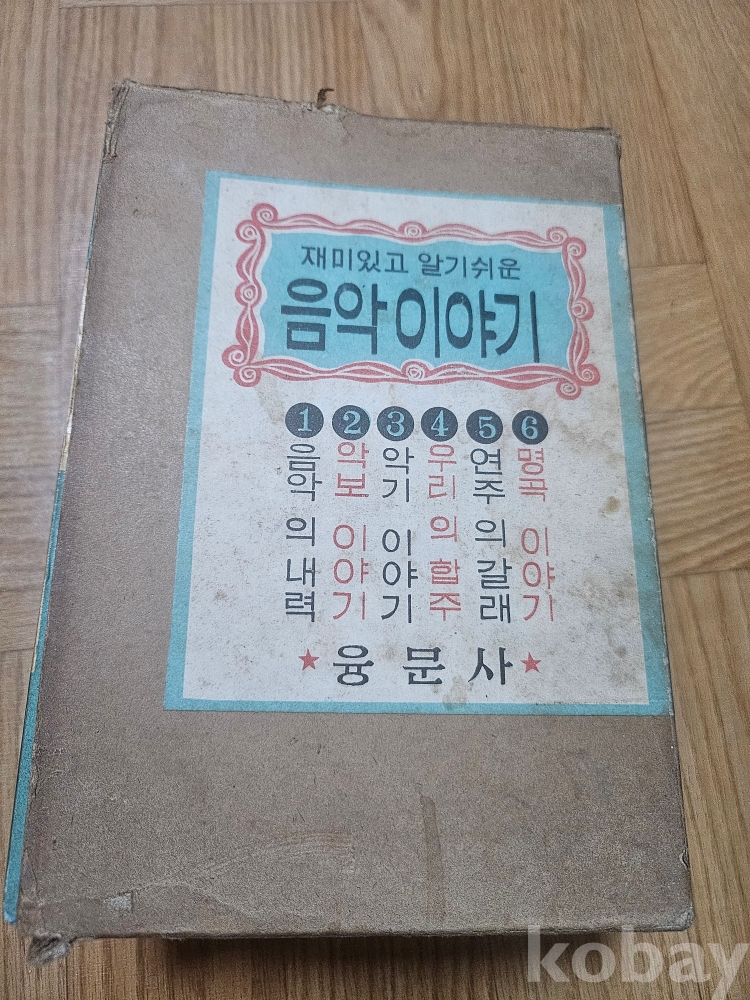 재미있고 알기쉬운
음악이야기
1 음악의 내력
2 악보 이야기
3 악기 이야기
4 우리의 합주
5 연주의 갈래
6 명곡 이야기
★융문사★
kobay